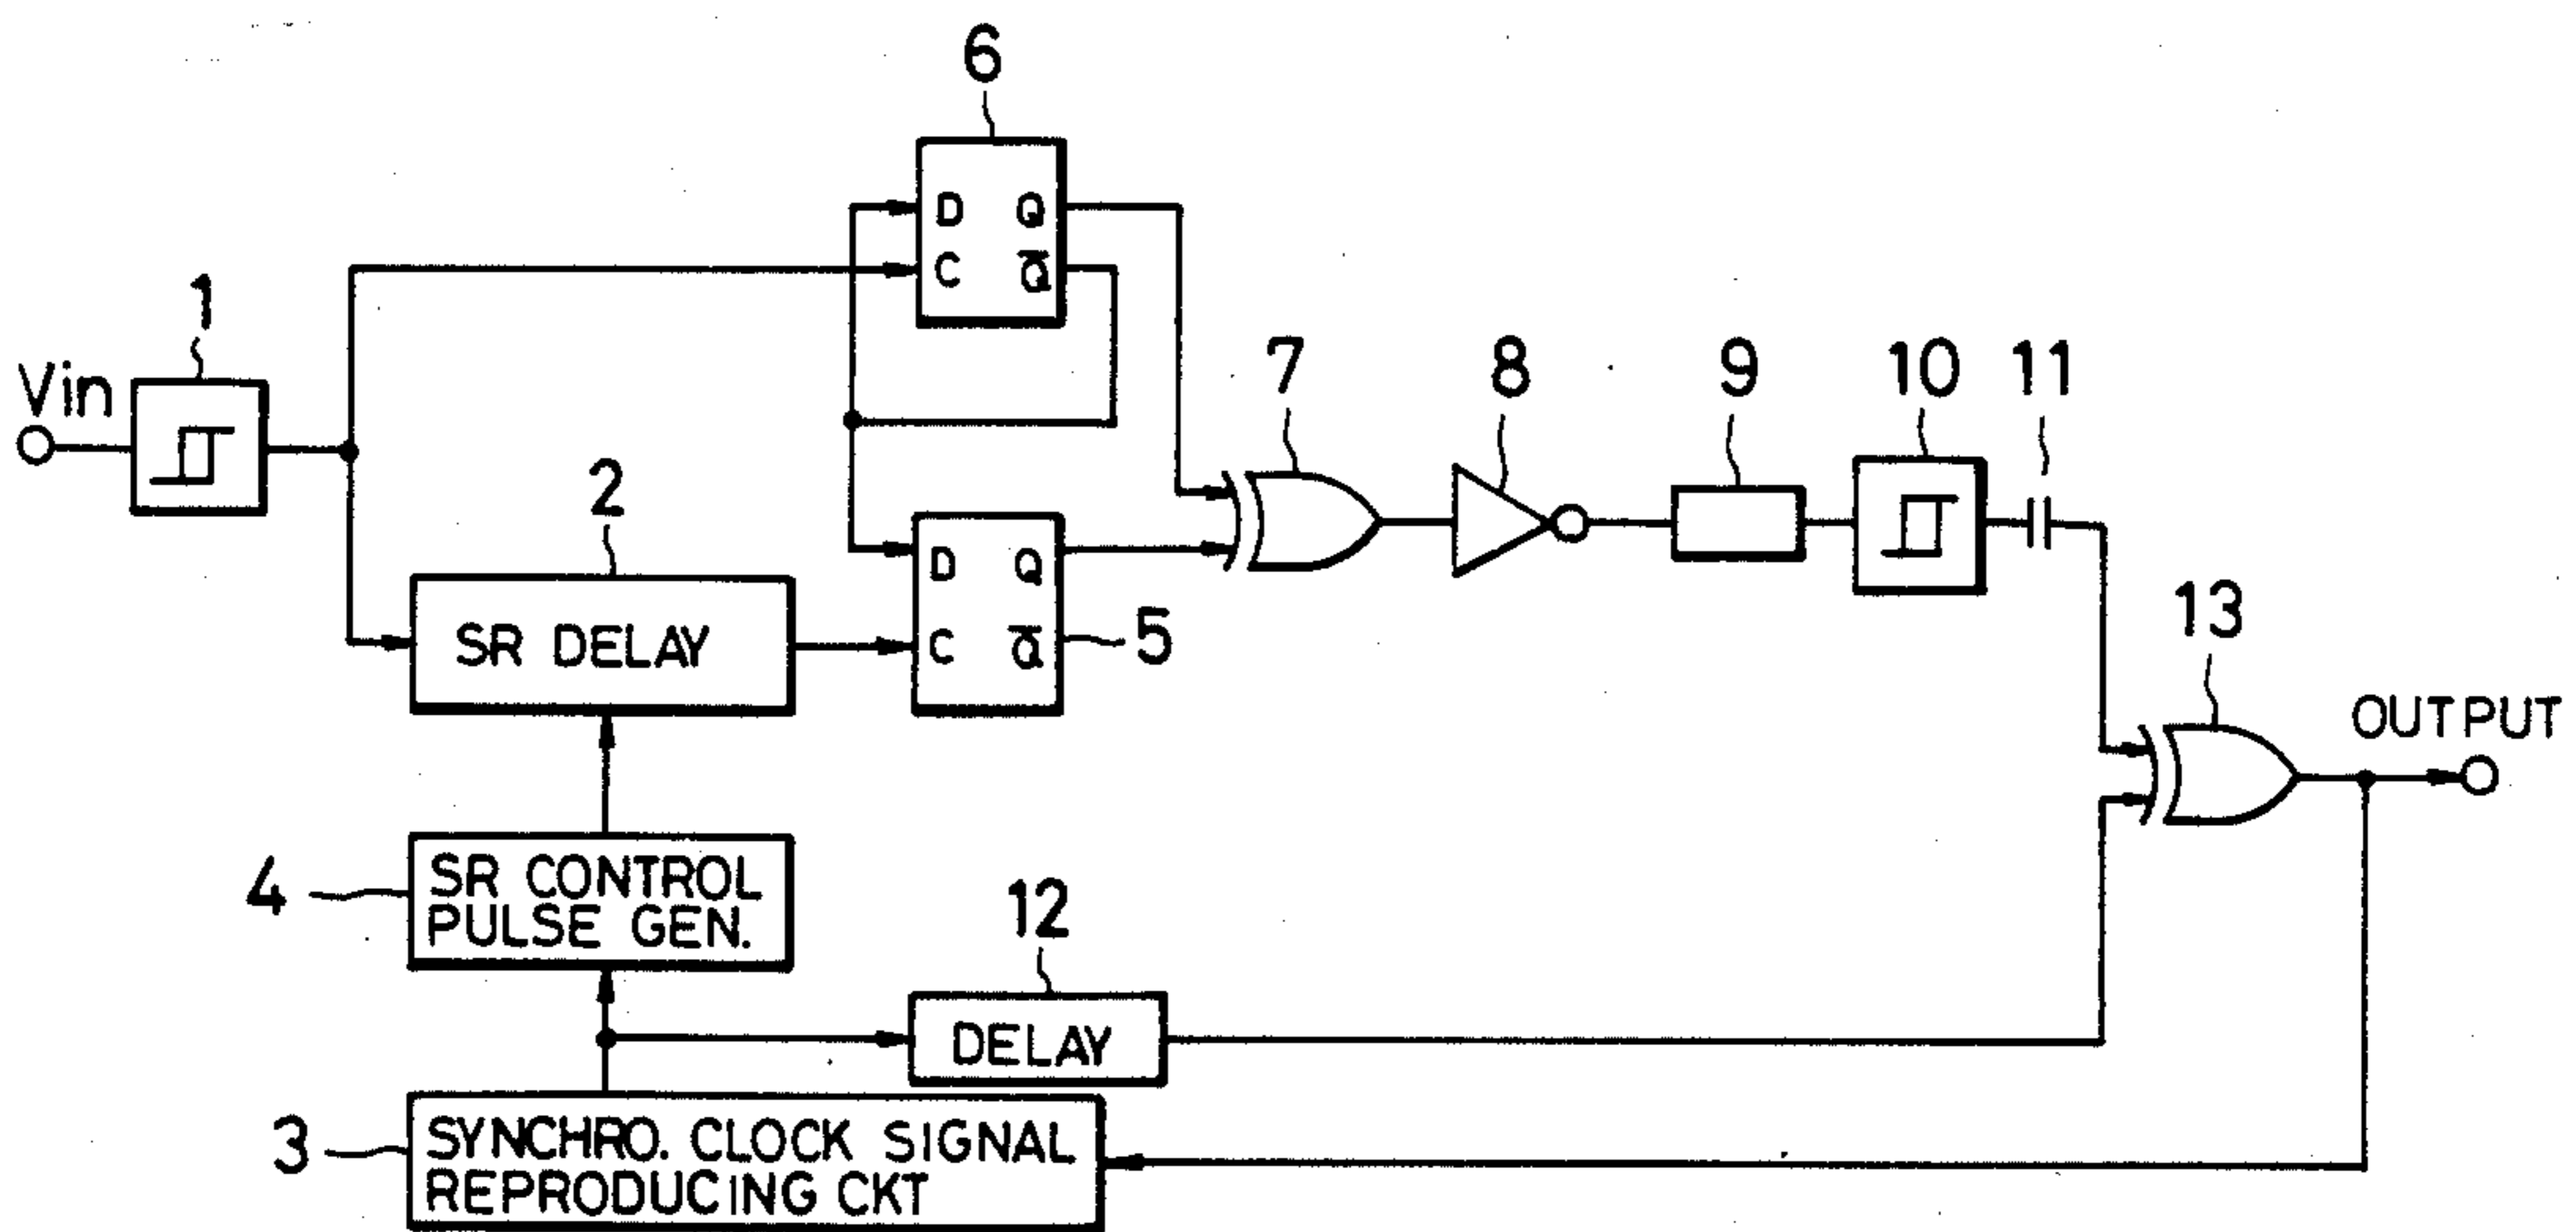 6
D Q
C Q̅
1
Vin
7
8
9
10
11
2
SR DELAY
D Q
C Q̅
5
13
OUTPUT
4
SR CONTROL
PULSE GEN.
12
DELAY
3
SYNCHRO. CLOCK SIGNAL
REPRODUCING CKT